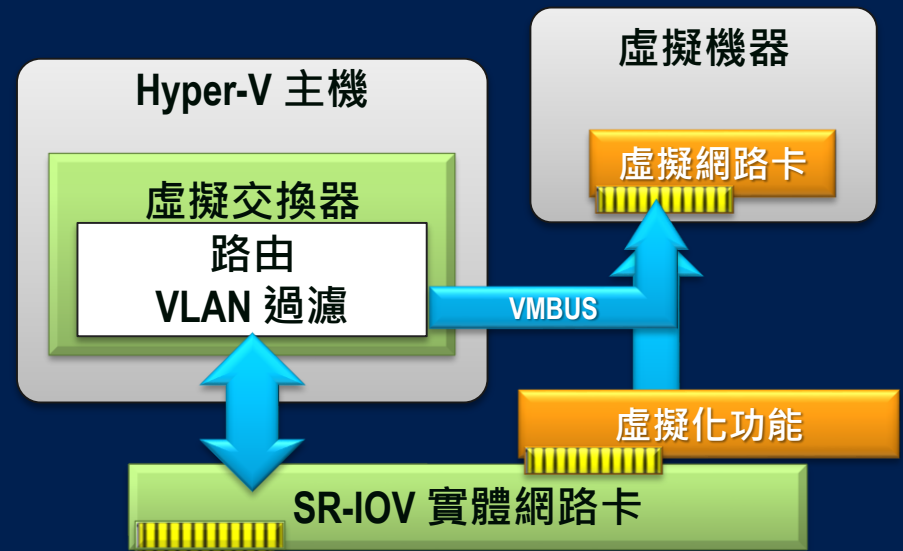 Hyper-V 主機
虛擬交換器
路由
VLAN 過濾
VMBUS
虛擬機器
虛擬網路卡
虛擬化功能
SR-IOV 實體網路卡